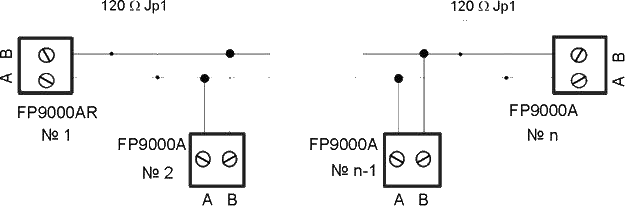 120 Ω Jp1
120 Ω Jp1
B
A
B
A
FP9000AR
№ 1
FP9000A
№ 2
A B
FP9000A
№ n-1
A B
FP9000A
№ n